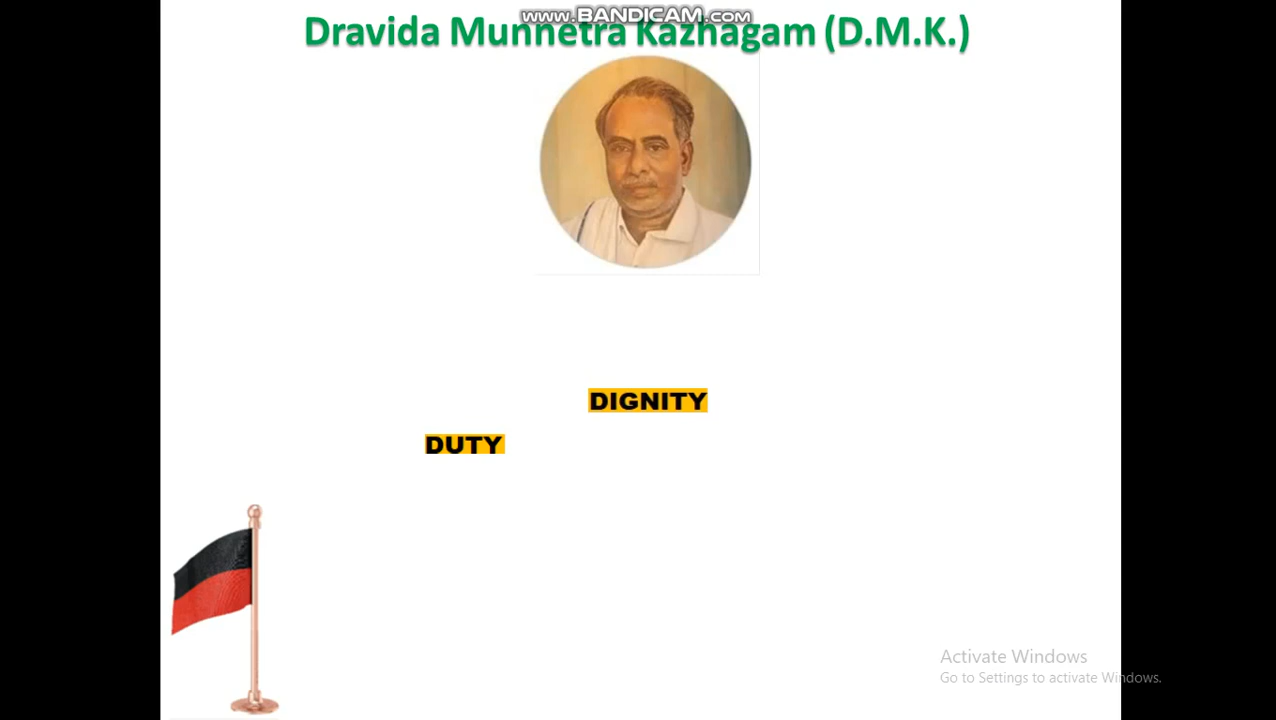 www.BANDICAM.com
Dravida Munnetra Kazhagam (D.M.K.)
DIGNITY
DUTY
Activate Windows
Go to Settings to activate Windows.